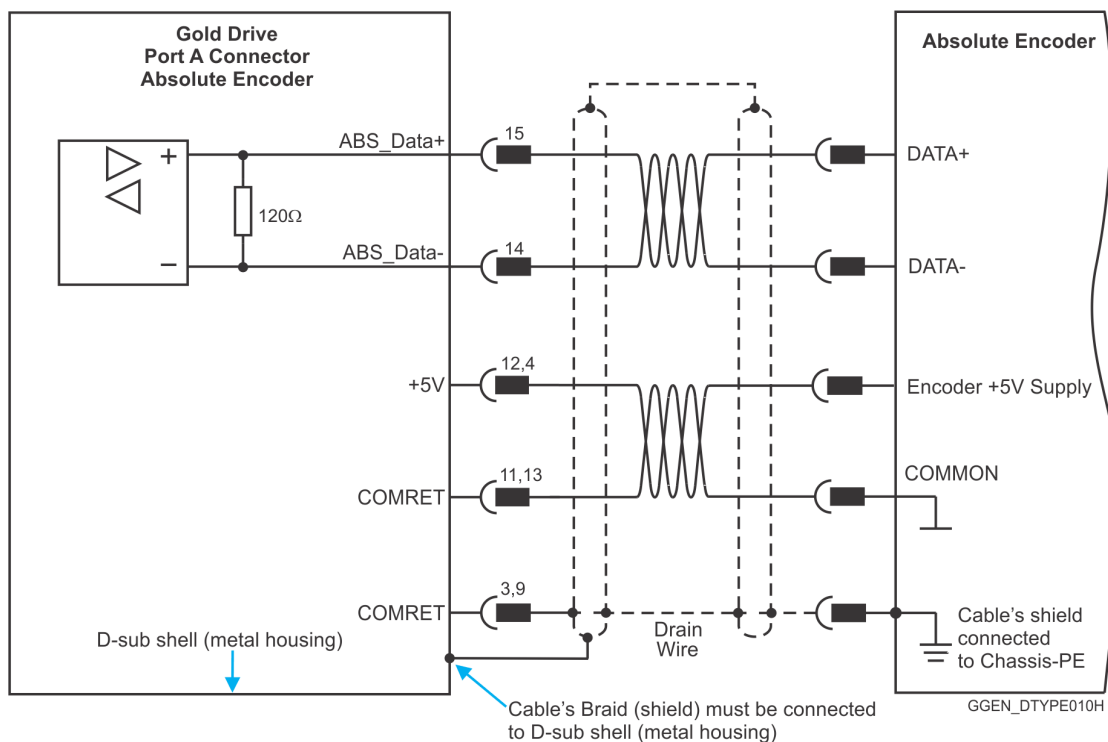 Gold Drive
Port A Connector
Absolute Encoder
Absolute Encoder
ABS_Data+
15
DATA+
+
120Ω
ABS_Data-
14
DATA-
−
+5V
12,4
Encoder +5V Supply
COMRET
11,13
COMMON
COMRET
3,9
Drain
Wire
Cable's shield
connected
to Chassis-PE
D-sub shell (metal housing)
Cable's Braid (shield) must be connected
to D-sub shell (metal housing)
GGEN_DTYPE010H